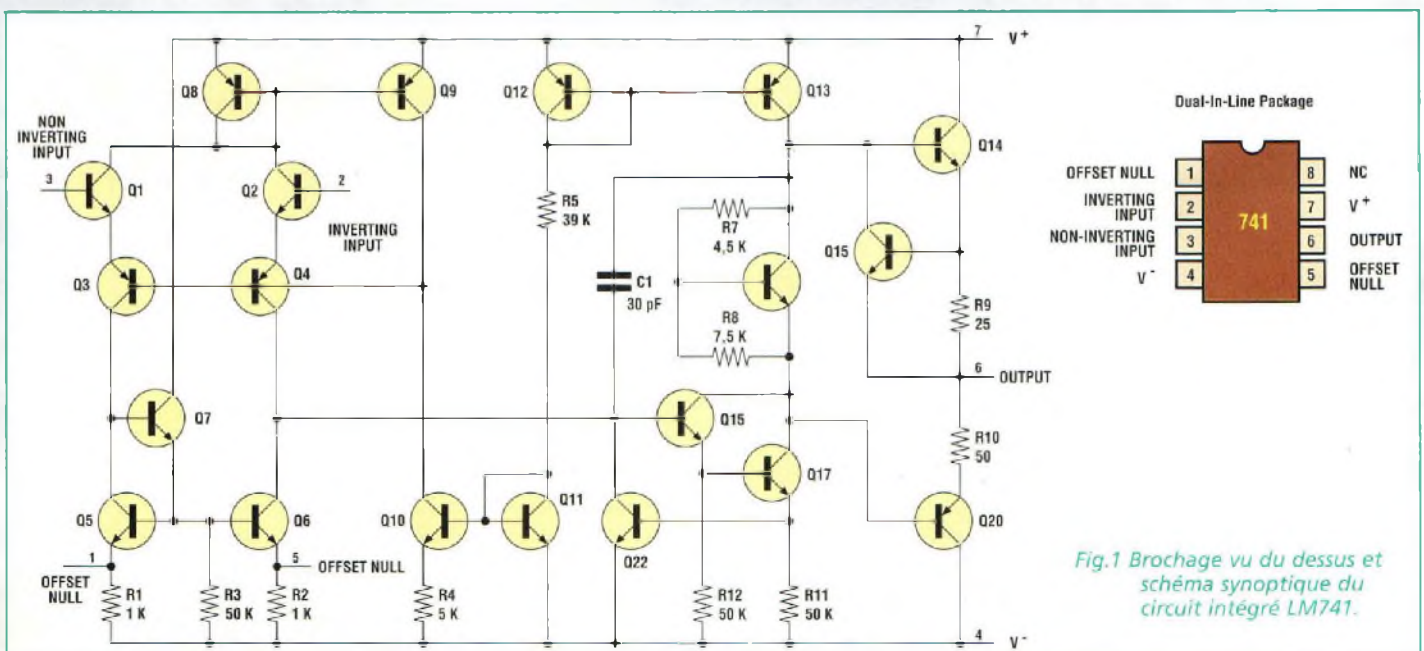 7 V+
Q8
Q9
Q12
Q13
Q14
NON
INVERTING
INPUT
3
Q1
Q2
2
INVERTING
INPUT
R5
39 K
R7
4,5 K
Q15
Q3
Q4
C1
30 pF
R8
7,5 K
R9
25
6
OUTPUT
Q7
Q15
R10
50
Q17
Q5
Q6
Q10
Q11
Q22
Q20
1
OFFSET
NULL
5
OFFSET NULL
R1
1 K
R3
50 K
R2
1 K
R4
5 K
R12
50 K
R11
50 K
4 V-
Dual-In-Line Package
OFFSET NULL 1
8 NC
INVERTING
INPUT
2
7 V+
741
NON-INVERTING
INPUT
3
6 OUTPUT
V- 4
5 OFFSET
NULL
Fig.1 Brochage vu du dessus et
schéma synoptique du
circuit intégré LM741.